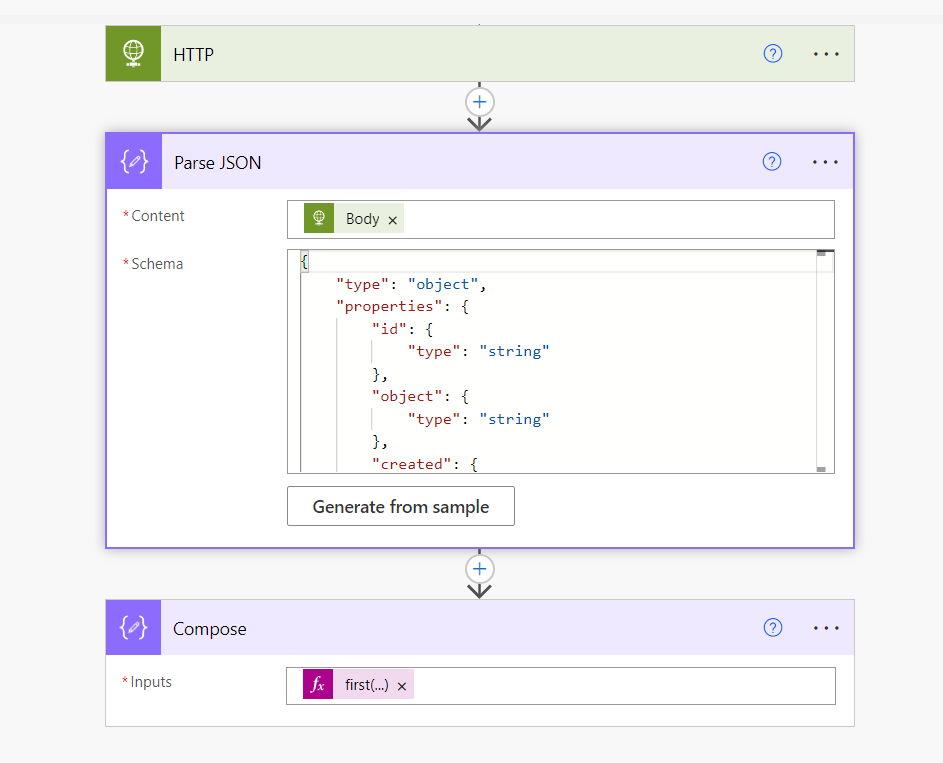 HTTP
Parse JSON
*Content
Body ×
*Schema
{
"type": "object",
"properties": {
"id": {
"type": "string"
},
"object": {
"type": "string"
},
"created": {
Generate from sample
Compose
*Inputs
fx first(...) ×